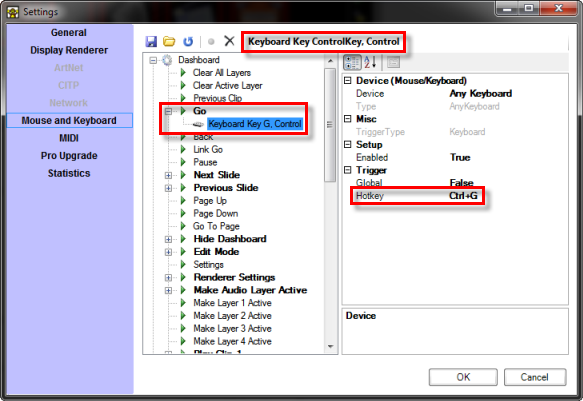 Settings
General
Display Renderer
ArtNet
CITP
Network
Mouse and Keyboard
MIDI
Pro Upgrade
Statistics
Keyboard Key ControlKey, Control
Dashboard
Clear All Layers
Clear Active Layer
Previous Clip
Go
Keyboard Key G, Control
Back
Link Go
Pause
Next Slide
Previous Slide
Page Up
Page Down
Go To Page
Hide Dashboard
Edit Mode
Settings
Renderer Settings
Make Audio Layer Active
Make Layer 1 Active
Make Layer 2 Active
Make Layer 3 Active
Make Layer 4 Active
Play Clip 1
Device (Mouse/Keyboard)
Device Any Keyboard
Type AnyKeyboard
Misc
TriggerType Keyboard
Setup
Enabled True
Trigger
Global False
Hotkey Ctrl+G
Device
OK Cancel